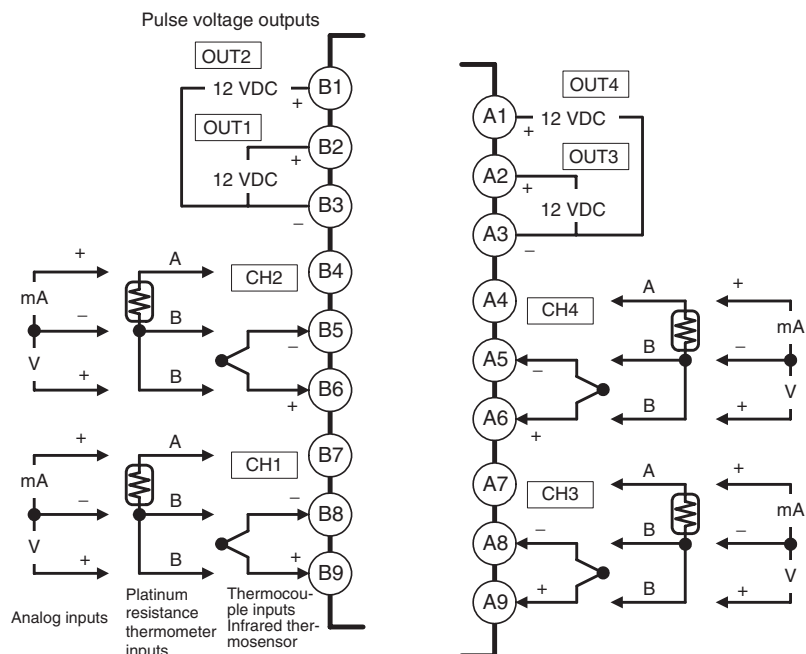 Pulse voltage outputs
OUT2
12 VDC
+
B1
OUT1
+
B2
12 VDC
−
B3
B4
+
A
CH2
mA
−
B
−
B5
V
+
B
+
B6
B7
+
A
CH1
mA
−
B
−
B8
V
+
B
+
B9
Analog inputs
Platinum
resistance
thermometer
inputs
Thermocou-
ple inputs
Infrared ther-
mosensor
OUT4
A1
+
12 VDC
OUT3
A2
+
12 VDC
A3
−
A4
A
+
CH4
mA
A5
−
B
−
V
A6
+
B
+
A7
A
+
CH3
mA
A8
−
B
−
V
A9
+
B
+